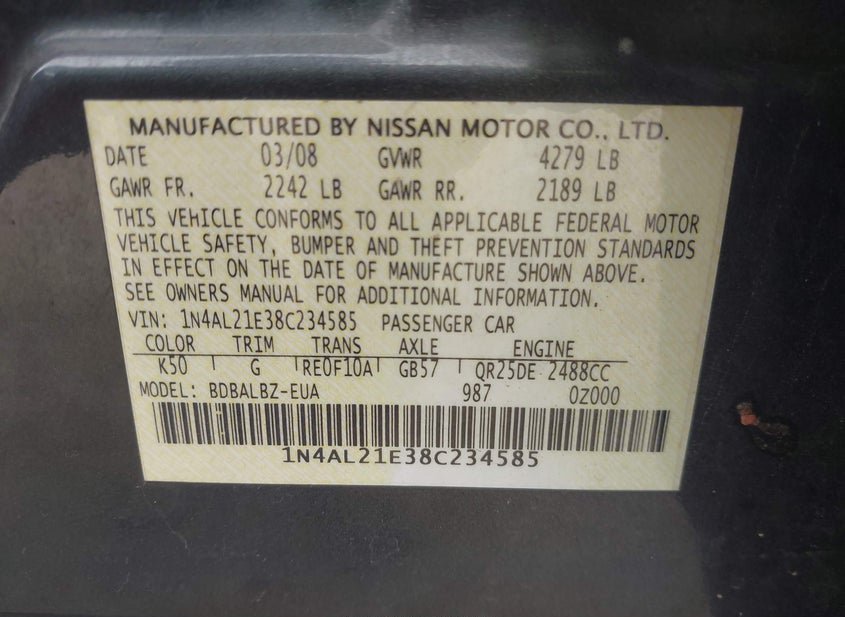 MANUFACTURED BY NISSAN MOTOR CO., LTD.
DATE 03/08 GVWR 4279 LB
GAWR FR. 2242 LB GAWR RR. 2189 LB
THIS VEHICLE CONFORMS TO ALL APPLICABLE FEDERAL MOTOR
VEHICLE SAFETY, BUMPER AND THEFT PREVENTION STANDARDS
IN EFFECT ON THE DATE OF MANUFACTURE SHOWN ABOVE.
SEE OWNERS MANUAL FOR ADDITIONAL INFORMATION.
VIN: 1N4AL21E38C234585 PASSENGER CAR
COLOR TRIM TRANS AXLE ENGINE
K50 G RE0F10A GB57 QR25DE 2488CC
MODEL: BDBALBZ-EUA 987 0Z000
1N4AL21E38C234585